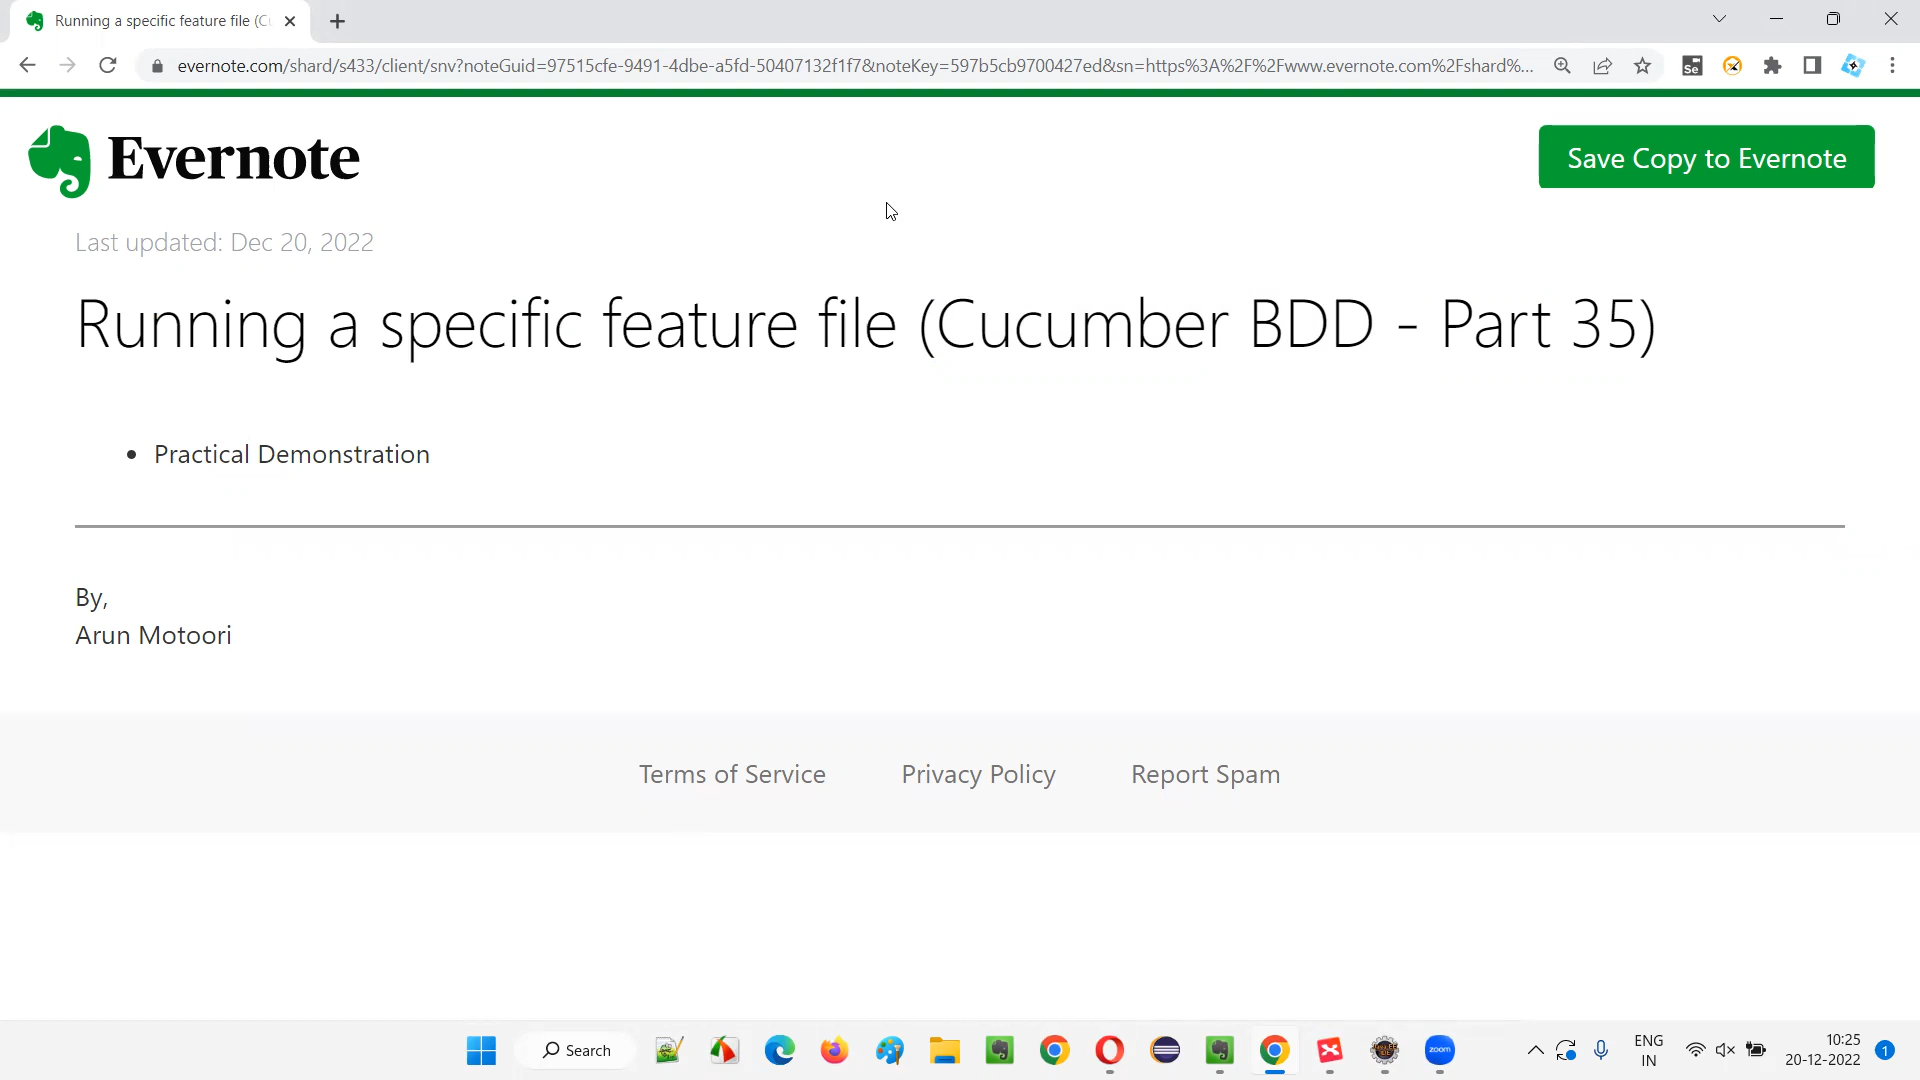 Running a specific feature file (Cu
evernote.com/shard/s433/client/snv?noteGuid=97515cfe-9491-4dbe-a5fd-50407132f1f7&noteKey=597b5cb9700427ed&sn=https%3A%2F%2Fwww.evernote.com%2Fshard%...
Se
Evernote
Save Copy to Evernote
Last updated: Dec 20, 2022
Running a specific feature file (Cucumber BDD - Part 35)
• Practical Demonstration
By,
Arun Motoori
Terms of Service Privacy Policy Report Spam
Search
zoom
ENG
IN
10:25
20-12-2022
1